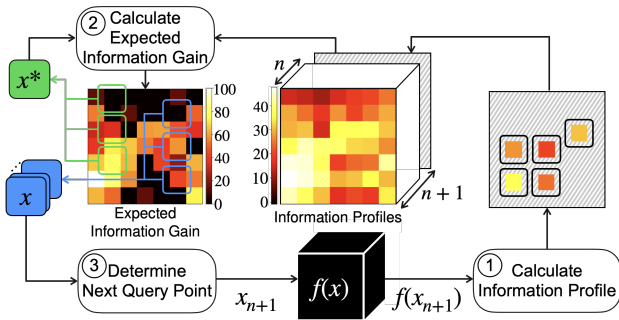 2 Calculate
Expected
Information Gain
x*
x
100
80
60
40
20
0
Expected
Information Gain
40
30
20
10
0
n
n + 1
Information Profiles
3 Determine
Next Query Point
x_{n+1}
f(x)
f(x_{n+1})
1
Calculate
Information Profile